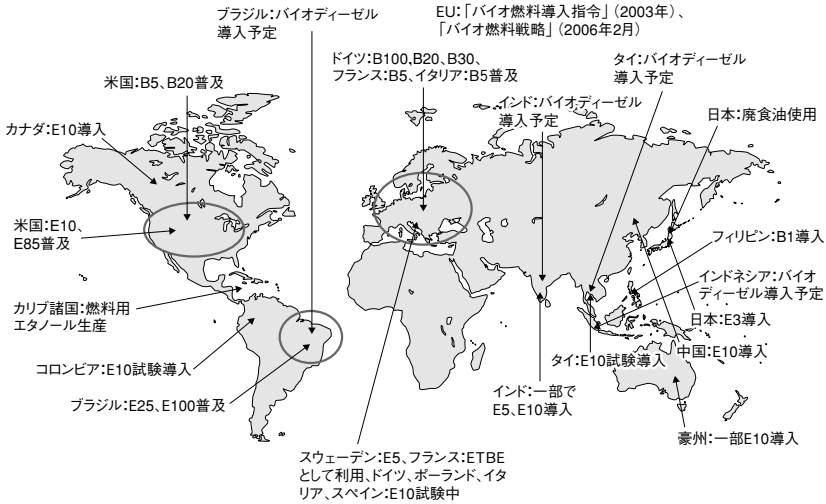 ブラジル:バイオディーゼル
導入予定
EU:「バイオ燃料導入指令」(2003年)、
「バイオ燃料戦略」(2006年2月)
米国:B5、B20普及
ドイツ:B100,B20、B30、
フランス:B5、イタリア:B5普及
タイ:バイオディーゼル
導入予定
カナダ:E10導入
インド:バイオディーゼル
導入予定
日本:廃食油使用
米国:E10、
E85普及
フィリピン:B1導入
インドネシア:バイオ
ディーゼル導入予定
カリブ諸国:燃料用
エタノール生産
日本:E3導入
コロンビア:E10試験導入
タイ:E10試験導入
中国:E10導入
ブラジル:E25、E100普及
インド:一部で
E5、E10導入
豪州:一部E10導入
スウェーデン:E5、フランス:ETBE
として利用、ドイツ、ポーランド、イタ
リア、スペイン:E10試験中